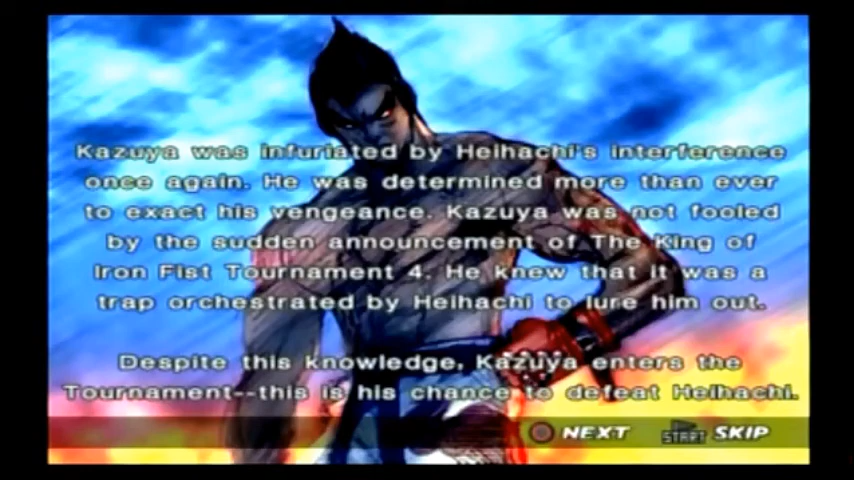 Kazuya was infuriated by Heihachi's interference
once again. He was determined more than ever
to exact his vengeance. Kazuya was not fooled
by the sudden announcement of The King of
Iron Fist Tournament 4. He knew that it was a
trap orchestrated by Heihachi to lure him out.
Despite this knowledge, Kazuya enters the
Tournament--this is his chance to defeat Heihachi.
NEXT START SKIP